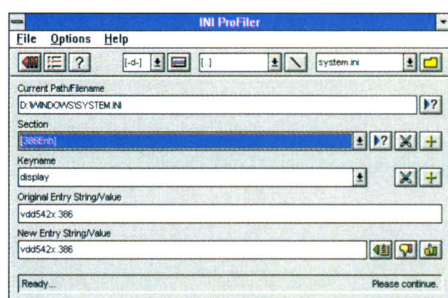 INI ProFiler
File Options Help
? [-d-] [..] system.ini
Current Path/Filename
D:\WINDOWS\SYSTEM.INI
?
Section
[386Enh]
?
Keyname
display
Original Entry String/Value
vdd542x.386
New Entry String/Value
vdd542x.386
Ready... Please continue.